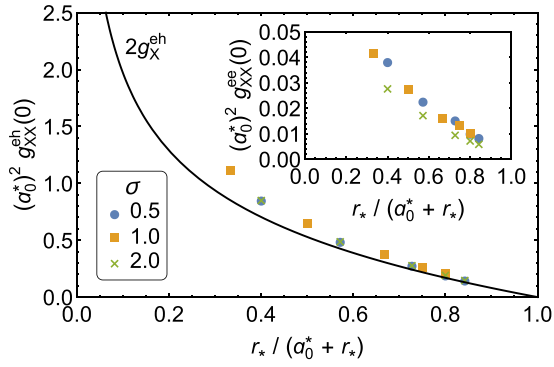 2.5
2.0
1.5
1.0
0.5
0.0
(a₀*)² g_XX^eh(0)
2g_X^eh
σ
0.5
1.0
2.0
0.0 0.2 0.4 0.6 0.8 1.0
r* / (a₀* + r*)
0.05
0.04
0.03
0.02
0.01
0.00
(a₀*)² g_XX^ee(0)
0.0 0.2 0.4 0.6 0.8 1.0
r* / (a₀* + r*)